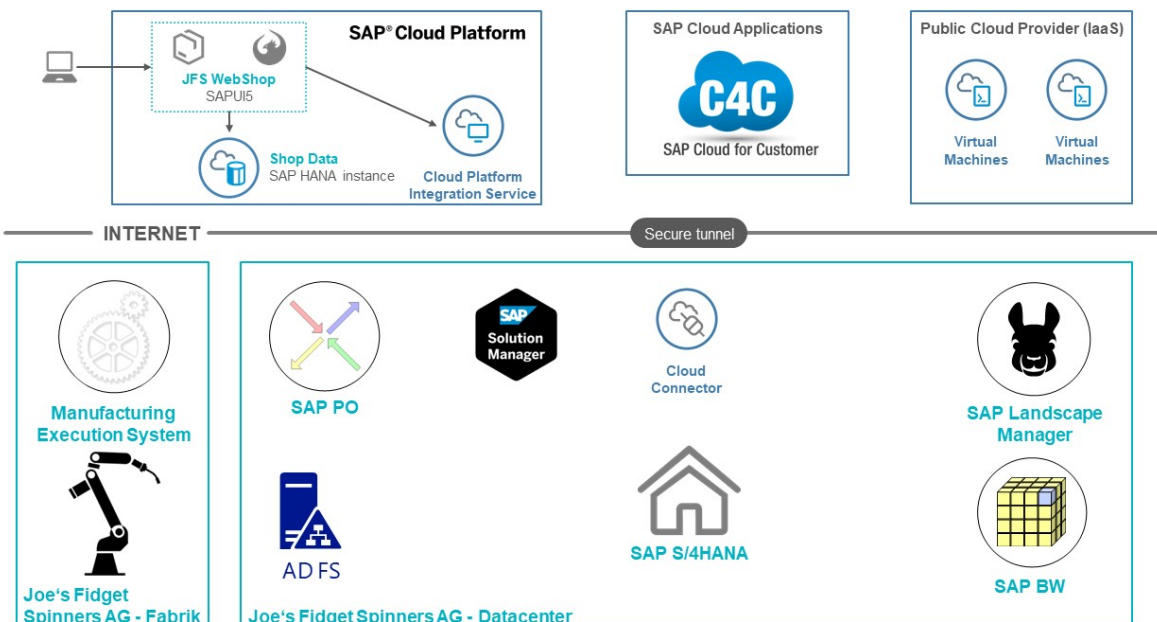 SAP® Cloud Platform
JFS WebShop
SAPUI5
Shop Data
SAP HANA instance
Cloud Platform
Integration Service
SAP Cloud Applications
C4C
SAP Cloud for Customer
Public Cloud Provider (IaaS)
Virtual
Machines
Virtual
Machines
INTERNET
Secure tunnel
Manufacturing
Execution System
Joe's Fidget
Spinners AG - Fabrik
SAP PO
SAP
Solution
Manager
Cloud
Connector
SAP Landscape
Manager
AD FS
SAP S/4HANA
SAP BW
Joe's Fidget Spinners AG - Datacenter